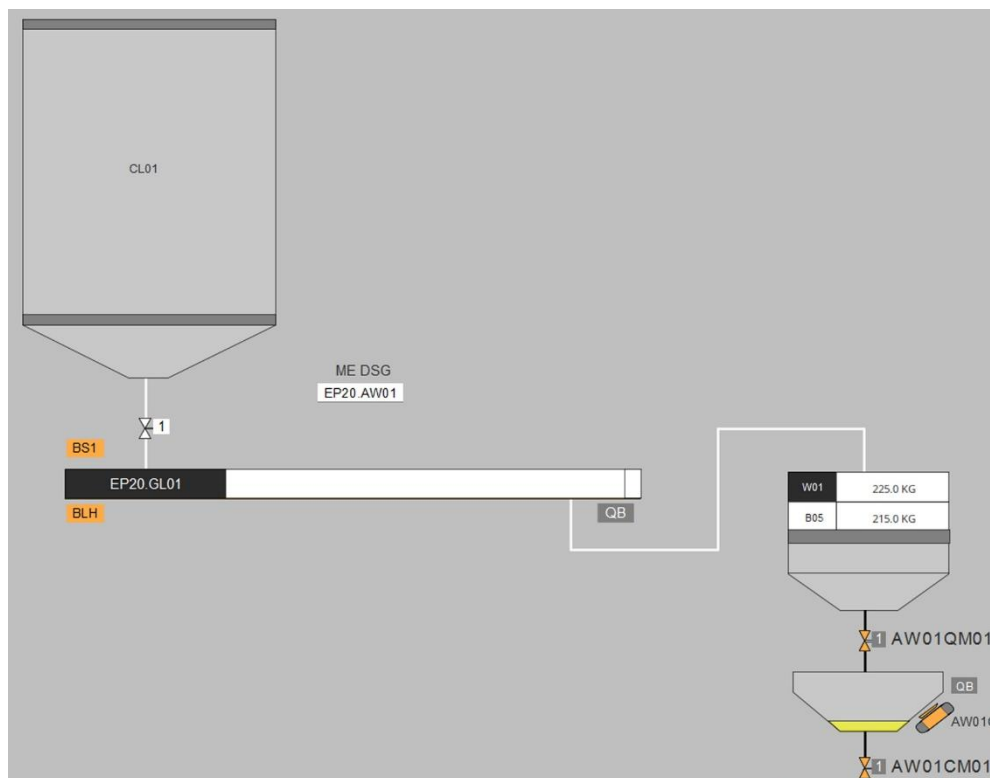 CL01
ME DSG
EP20.AW01
1
BS1
EP20.GL01
BLH
QB
W01 225.0 KG
B05 215.0 KG
1 AW01QM01
QB
AW01
1 AW01CM01